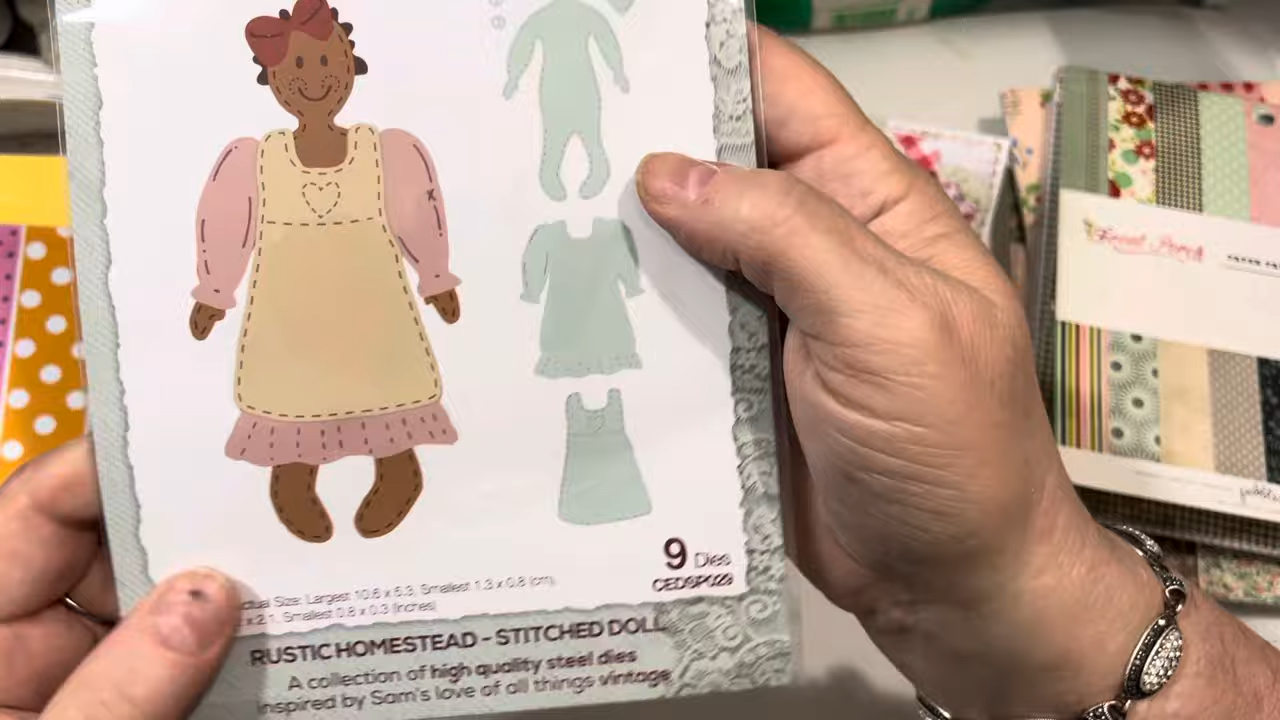 9 Dies
CEDSP029
ctual Size: Largest 10.6 x 5.3, Smallest 1.3 x 0.8 (cm)
x 2.1, Smallest 0.8 x 0.3 (inches)
RUSTIC HOMESTEAD - STITCHED DOLL
A collection of high quality steel dies
inspired by Sam's love of all things vintage